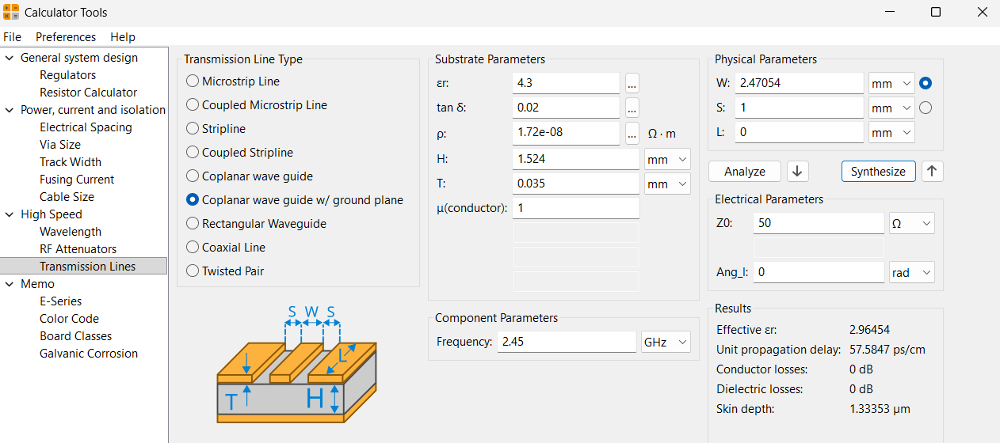 Calculator Tools
File Preferences Help
General system design
Regulators
Resistor Calculator
Power, current and isolation
Electrical Spacing
Via Size
Track Width
Fusing Current
Cable Size
High Speed
Wavelength
RF Attenuators
Transmission Lines
Memo
E-Series
Color Code
Board Classes
Galvanic Corrosion
Transmission Line Type
Microstrip Line
Coupled Microstrip Line
Stripline
Coupled Stripline
Coplanar wave guide
Coplanar wave guide w/ ground plane
Rectangular Waveguide
Coaxial Line
Twisted Pair
S W S
L
T H
Substrate Parameters
εr: 4.3 ...
tan δ: 0.02 ...
ρ: 1.72e-08 ... Ω · m
H: 1.524 mm
T: 0.035 mm
μ(conductor): 1
Component Parameters
Frequency: 2.45 GHz
Physical Parameters
W: 2.47054 mm
S: 1 mm
L: 0 mm
Analyze Synthesize
Electrical Parameters
Z0: 50 Ω
Ang_l: 0 rad
Results
Effective εr: 2.96454
Unit propagation delay: 57.5847 ps/cm
Conductor losses: 0 dB
Dielectric losses: 0 dB
Skin depth: 1.33353 μm